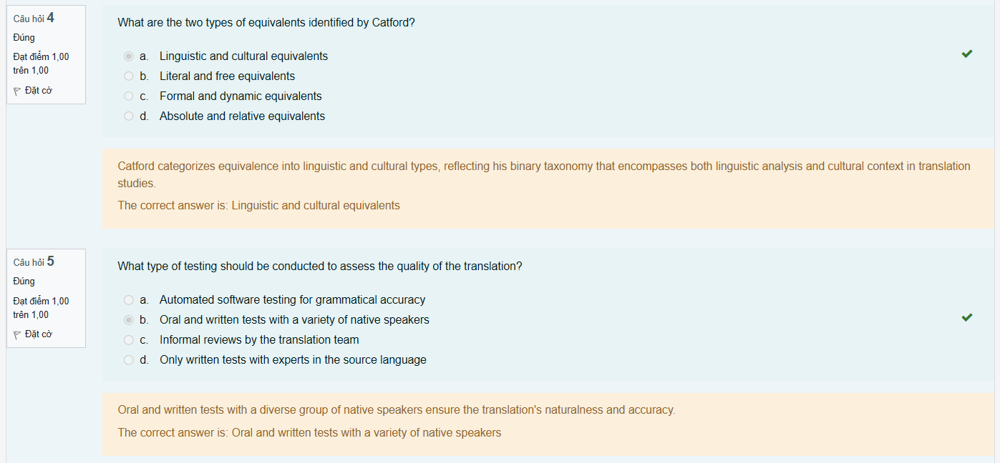 Câu hỏi 4
Đúng
Đạt điểm 1,00
trên 1,00
Đặt cờ
What are the two types of equivalents identified by Catford?
a. Linguistic and cultural equivalents
b. Literal and free equivalents
c. Formal and dynamic equivalents
d. Absolute and relative equivalents
Catford categorizes equivalence into linguistic and cultural types, reflecting his binary taxonomy that encompasses both linguistic analysis and cultural context in translation
studies.
The correct answer is: Linguistic and cultural equivalents
Câu hỏi 5
Đúng
Đạt điểm 1,00
trên 1,00
Đặt cờ
What type of testing should be conducted to assess the quality of the translation?
a. Automated software testing for grammatical accuracy
b. Oral and written tests with a variety of native speakers
c. Informal reviews by the translation team
d. Only written tests with experts in the source language
Oral and written tests with a diverse group of native speakers ensure the translation's naturalness and accuracy.
The correct answer is: Oral and written tests with a variety of native speakers